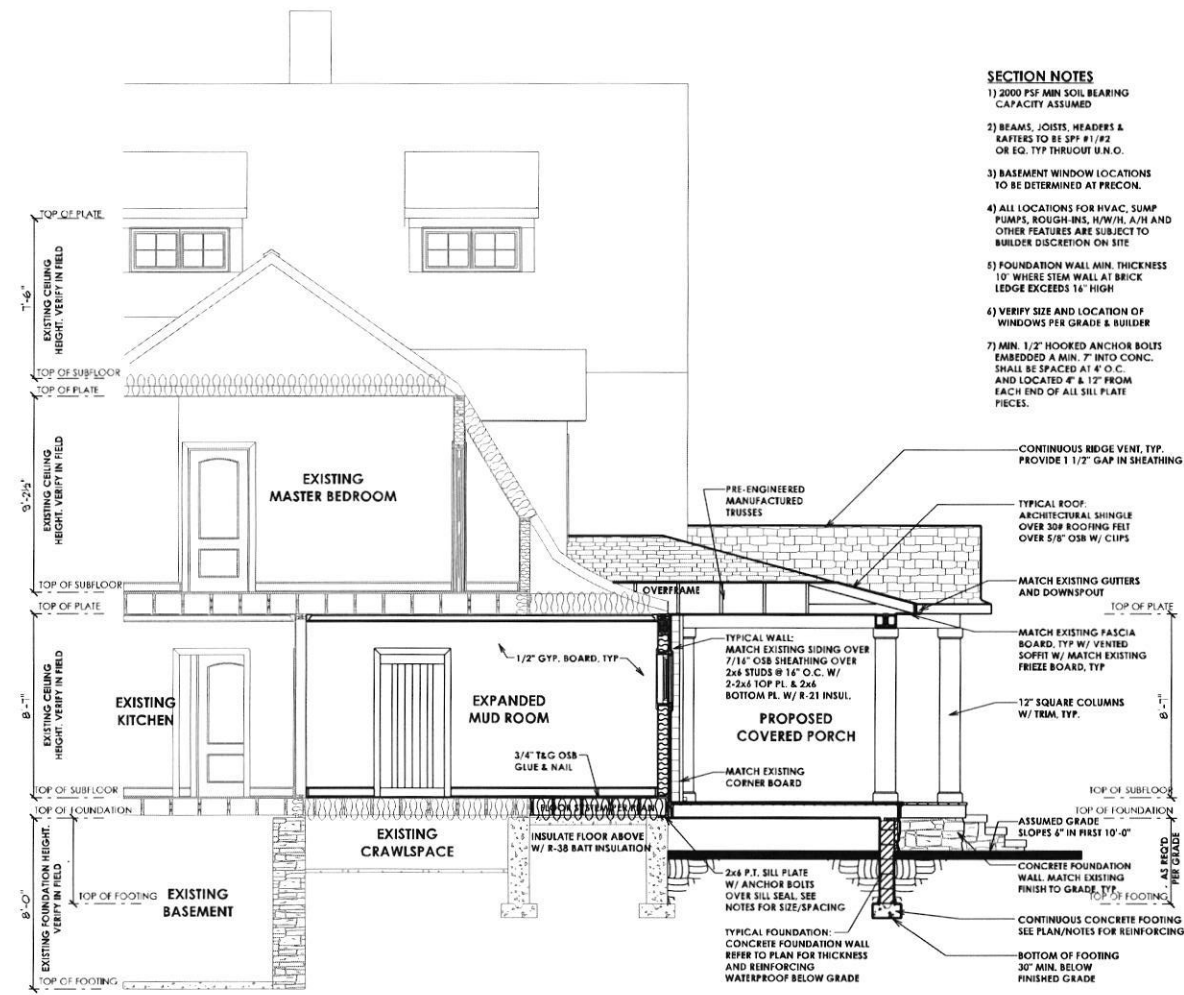 SECTION NOTES
1) 2000 PSF MIN SOIL BEARING
CAPACITY ASSUMED
2) BEAMS, JOISTS, HEADERS &
RAFTERS TO BE SPF #1/#2
OR EQ. TYP THRUOUT U.N.O.
3) BASEMENT WINDOW LOCATIONS
TO BE DETERMINED AT PRECON.
4) ALL LOCATIONS FOR HVAC, SUMP
PUMPS, ROUGH-INS, H/W/H, A/H AND
OTHER FEATURES ARE SUBJECT TO
BUILDER DISCRETION ON SITE
5) FOUNDATION WALL MIN. THICKNESS
10" WHERE STEM WALL AT BRICK
LEDGE EXCEEDS 16" HIGH
6) VERIFY SIZE AND LOCATION OF
WINDOWS PER GRADE & BUILDER
7) MIN. 1/2" HOOKED ANCHOR BOLTS
EMBEDDED A MIN. 7" INTO CONC.
SHALL BE SPACED AT 4' O.C.
AND LOCATED 4" & 12" FROM
EACH END OF ALL SILL PLATE
PIECES.
TOP OF PLATE
7'-6"
EXISTING CEILING
HEIGHT. VERIFY IN FIELD
TOP OF SUBFLOOR
TOP OF PLATE
9'-2½"
EXISTING CEILING
HEIGHT. VERIFY IN FIELD
EXISTING
MASTER BEDROOM
TOP OF SUBFLOOR
TOP OF PLATE
8'-1"
EXISTING CEILING
HEIGHT. VERIFY IN FIELD
EXISTING
KITCHEN
1/2" GYP. BOARD, TYP
EXPANDED
MUD ROOM
3/4" T&G OSB
GLUE & NAIL
TOP OF SUBFLOOR
TOP OF FOUNDATION
8'-0"
EXISTING FOUNDATION HEIGHT.
VERIFY IN FIELD
TOP OF FOOTING
EXISTING
BASEMENT
TOP OF FOOTING
EXISTING
CRAWLSPACE
INSULATE FLOOR ABOVE
W/ R-38 BATT INSULATION
PRE-ENGINEERED
MANUFACTURED
TRUSSES
OVERFRAME
TYPICAL WALL:
MATCH EXISTING SIDING OVER
7/16" OSB SHEATHING OVER
2x6 STUDS @ 16" O.C. W/
2-2x6 TOP PL. & 2x6
BOTTOM PL. W/ R-21 INSUL.
PROPOSED
COVERED PORCH
MATCH EXISTING
CORNER BOARD
2x6 P.T. SILL PLATE
W/ ANCHOR BOLTS
OVER SILL SEAL. SEE
NOTES FOR SIZE/SPACING
TYPICAL FOUNDATION:
CONCRETE FOUNDATION WALL
REFER TO PLAN FOR THICKNESS
AND REINFORCING
WATERPROOF BELOW GRADE
CONTINUOUS RIDGE VENT, TYP.
PROVIDE 1 1/2" GAP IN SHEATHING
TYPICAL ROOF:
ARCHITECTURAL SHINGLE
OVER 30# ROOFING FELT
OVER 5/8" OSB W/ CLIPS
MATCH EXISTING GUTTERS
AND DOWNSPOUT
TOP OF PLATE
MATCH EXISTING FASCIA
BOARD, TYP W/ VENTED
SOFFIT W/ MATCH EXISTING
FRIEZE BOARD, TYP
12" SQUARE COLUMNS
W/ TRIM, TYP.
8'-1"
TOP OF SUBFLOOR
TOP OF FOUNDATION
ASSUMED GRADE
SLOPES 6" IN FIRST 10'-0"
AS REQ'D
PER GRADE
CONCRETE FOUNDATION
WALL. MATCH EXISTING
FINISH TO GRADE, TYP
TOP OF FOOTING
CONTINUOUS CONCRETE FOOTING
SEE PLAN/NOTES FOR REINFORCING
BOTTOM OF FOOTING
30" MIN. BELOW
FINISHED GRADE